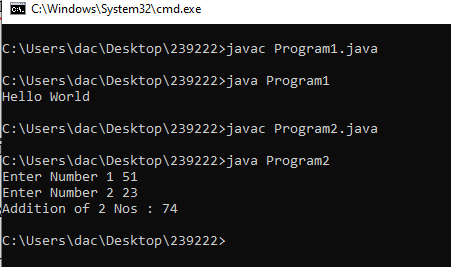 C:\Windows\System32\cmd.exe
C:\Users\dac\Desktop\239222>javac Program1.java
C:\Users\dac\Desktop\239222>java Program1
Hello World
C:\Users\dac\Desktop\239222>javac Program2.java
C:\Users\dac\Desktop\239222>java Program2
Enter Number 1 51
Enter Number 2 23
Addition of 2 Nos : 74
C:\Users\dac\Desktop\239222>